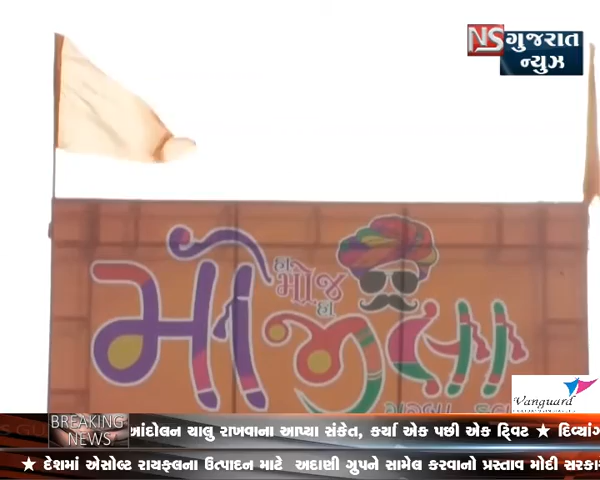 NS ગુજરાત
ન્યુઝ
હા
મોજ
હા
મોજીલા
Vanguard
BREAKING
NEWS
આંદોલન ચાલુ રાખવાના આપ્યા સંકેત, કર્યા એક પછી એક ટ્વિટ ★ દિવ્યાંગ
★ દેશમાં એસોલ્ટ રાયફલના ઉત્પાદન માટે અદાણી ગ્રુપને સામેલ કરવાનો પ્રસ્તાવ મોદી સરકા